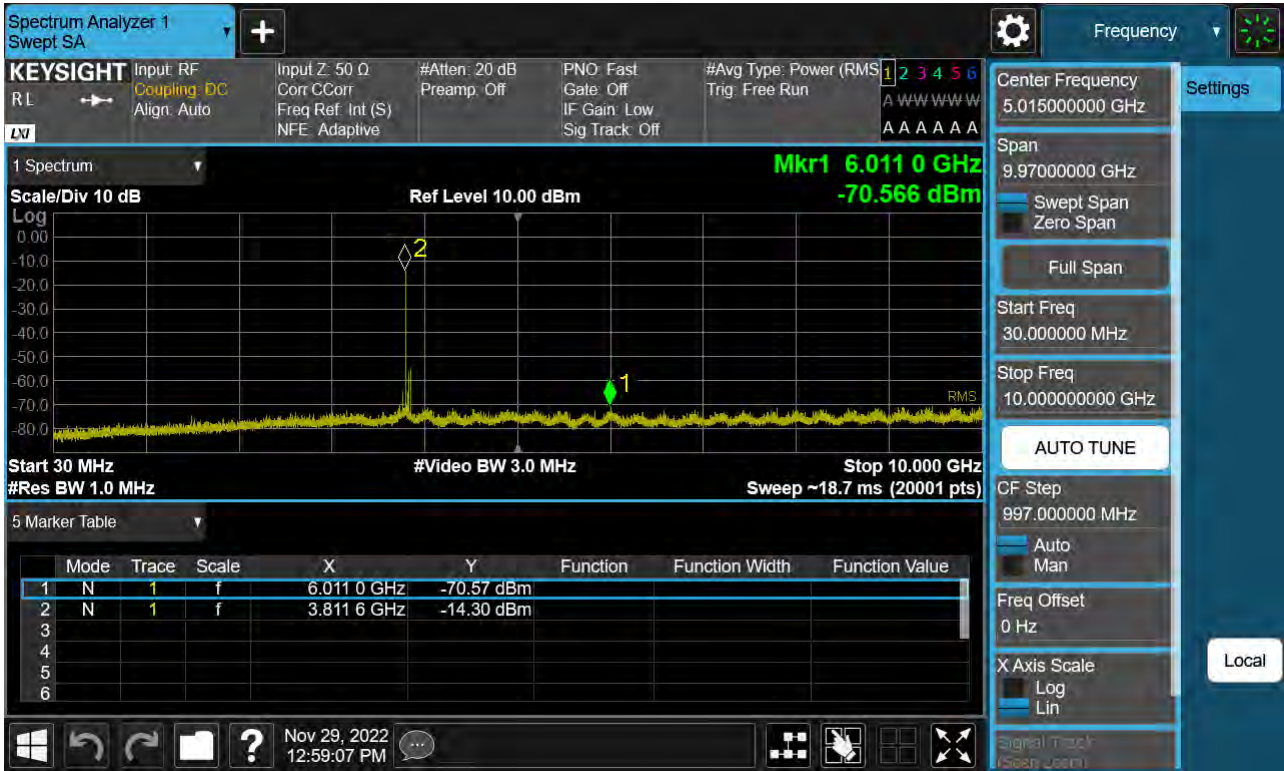 Spectrum Analyzer 1
Swept SA
+
Frequency
KEYSIGHT
RL
LXI
Input: RF
Coupling: DC
Align: Auto
Input Z: 50 Ω
Corr CCorr
Freq Ref: Int (S)
NFE: Adaptive
#Atten: 20 dB
Preamp: Off
PNO: Fast
Gate: Off
IF Gain: Low
Sig Track: Off
#Avg Type: Power (RMS
Trig: Free Run
1 2 3 4 5 6
A W W W W W
A A A A A A
Center Frequency
5.015000000 GHz
Settings
Span
9.97000000 GHz
Swept Span
Zero Span
Full Span
Start Freq
30.000000 MHz
Stop Freq
10.000000000 GHz
AUTO TUNE
CF Step
997.000000 MHz
Auto
Man
Freq Offset
0 Hz
X Axis Scale
Log
Lin
Signal Track
(Span Zoom)
Local
1 Spectrum
Scale/Div 10 dB
Ref Level 10.00 dBm
Mkr1 6.011 0 GHz
-70.566 dBm
Log
0.00
-10.0
-20.0
-30.0
-40.0
-50.0
-60.0
-70.0
-80.0
2
1
RMS
Start 30 MHz
#Video BW 3.0 MHz
Stop 10.000 GHz
#Res BW 1.0 MHz
Sweep ~18.7 ms (20001 pts)
5 Marker Table
Mode Trace Scale X Y Function Function Width Function Value
1 N 1 f 6.011 0 GHz -70.57 dBm
2 N 1 f 3.811 6 GHz -14.30 dBm
3
4
5
6
?
Nov 29, 2022
12:59:07 PM